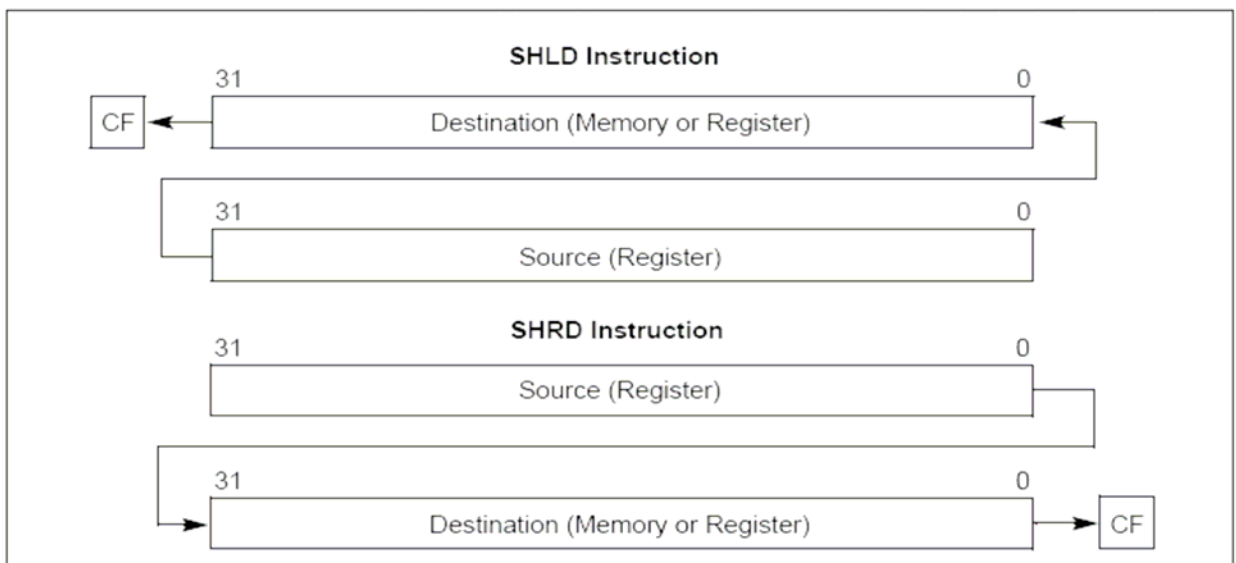 SHLD Instruction
31 0
CF Destination (Memory or Register)
31 0
Source (Register)
SHRD Instruction
31 0
Source (Register)
31 0
Destination (Memory or Register) CF